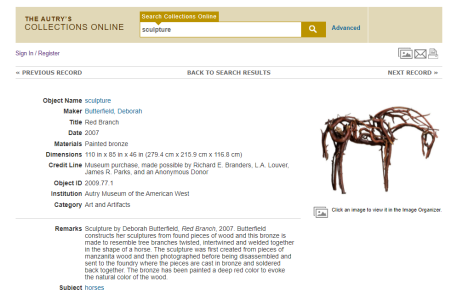 THE AUTRY'S
COLLECTIONS ONLINE
Search Collections Online
sculpture
Advanced
Sign In / Register
« PREVIOUS RECORD
BACK TO SEARCH RESULTS
NEXT RECORD »
Object Name sculpture
Maker Butterfield, Deborah
Title Red Branch
Date 2007
Materials Painted bronze
Dimensions 110 in x 85 in x 46 in (279.4 cm x 215.9 cm x 116.8 cm)
Credit Line Museum purchase, made possible by Richard E. Branders, L.A. Louver,
James R. Parks, and an Anonymous Donor
Object ID 2009.77.1
Institution Autry Museum of the American West
Category Art and Artifacts
Click an image to view it in the Image Organizer.
Remarks Sculpture by Deborah Butterfield, Red Branch, 2007. Butterfield
constructs her sculptures from found pieces of wood and this bronze is
made to resemble tree branches twisted, intertwined and welded together
in the shape of a horse. The sculpture was first created from pieces of
manzanita wood and then photographed before being disassembled and
sent to the foundry where the pieces are cast in bronze and soldered
back together. The bronze has been painted a deep red color to evoke
the natural color of the wood.
Subject horses